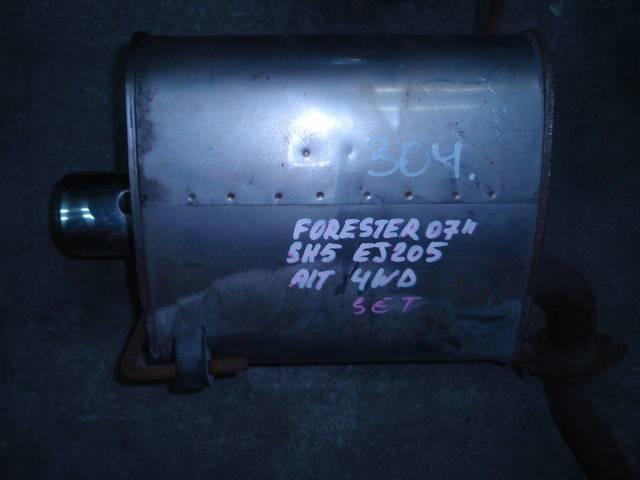 304.
FORESTER 07"
SH5 EJ205
A/T 4WD
SET